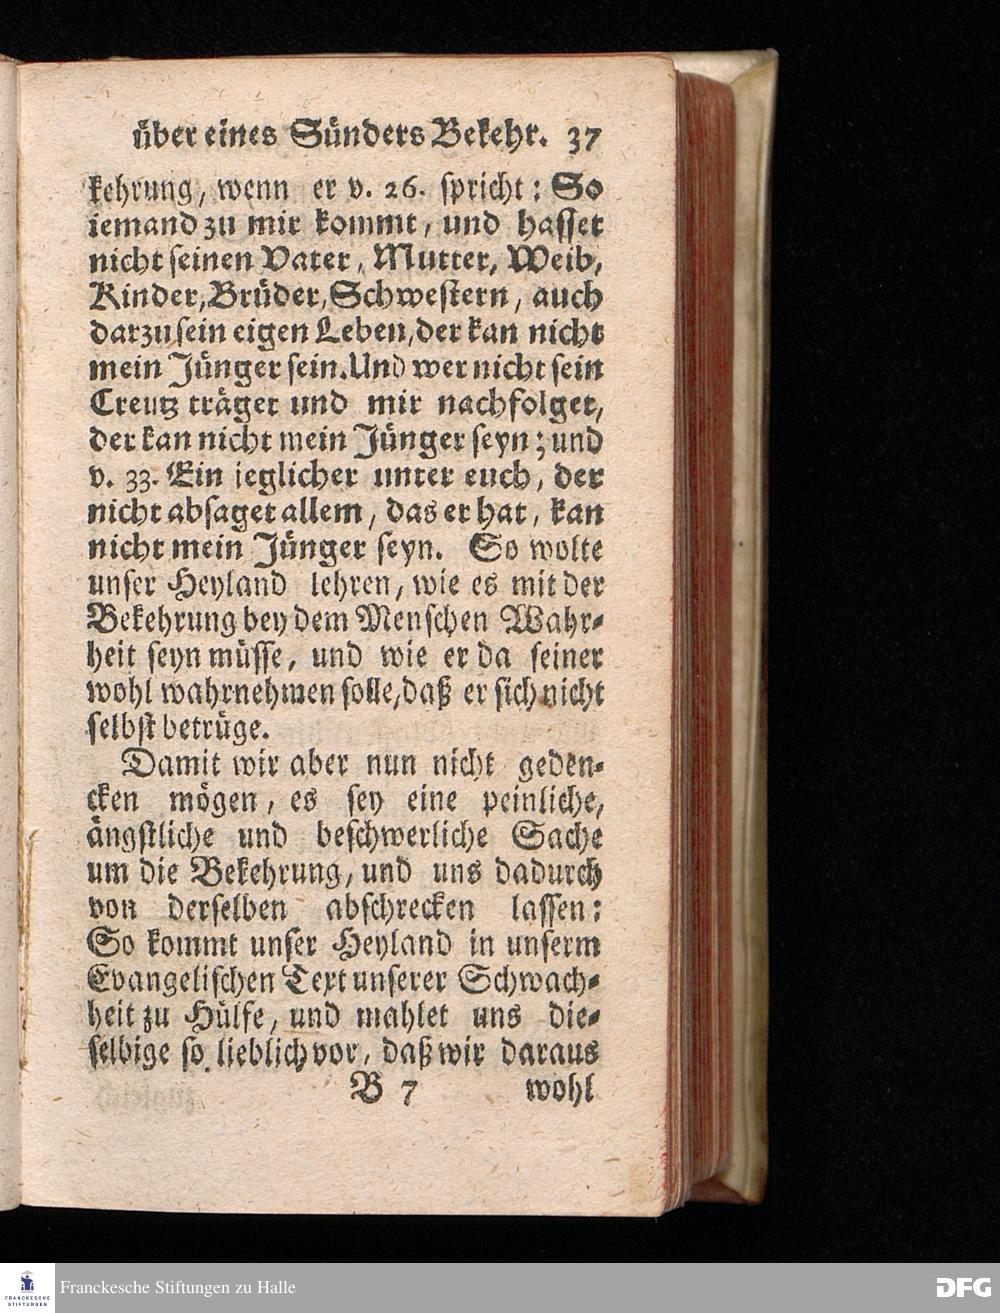 über eines Sünders Bekehr. 37
kehrung, wenn er v. 26. spricht: So
iemand zu mir kommt, und hasset
nicht seinen Vater, Mutter, Weib,
Kinder, Brüder, Schwestern, auch
darzu sein eigen Leben, der kan nicht
mein Jünger sein. Und wer nicht sein
Creutz träget und mir nachfolget,
der kan nicht mein Jünger seyn; und
v. 33. Ein jeglicher unter euch, der
nicht absaget allem, das er hat, kan
nicht mein Jünger seyn. So wolte
unser Heyland lehren, wie es mit der
Bekehrung bey dem Menschen Wahr-
heit seyn müsse, und wie er da seiner
wohl wahrnehmen solle, daß er sich nicht
selbst betrüge.
Damit wir aber nun nicht geden-
cken mögen, es sey eine peinliche,
ängstliche und beschwerliche Sache
um die Bekehrung, und uns dadurch
von derselben abschrecken lassen:
So kommt unser Heyland in unserm
Evangelischen Text unserer Schwach-
heit zu Hülfe, und mahlet uns die-
selbige so lieblich vor, daß wir daraus
B 7 wohl
FRANCKESCHE
STIFTUNGEN
Franckesche Stiftungen zu Halle
DFG